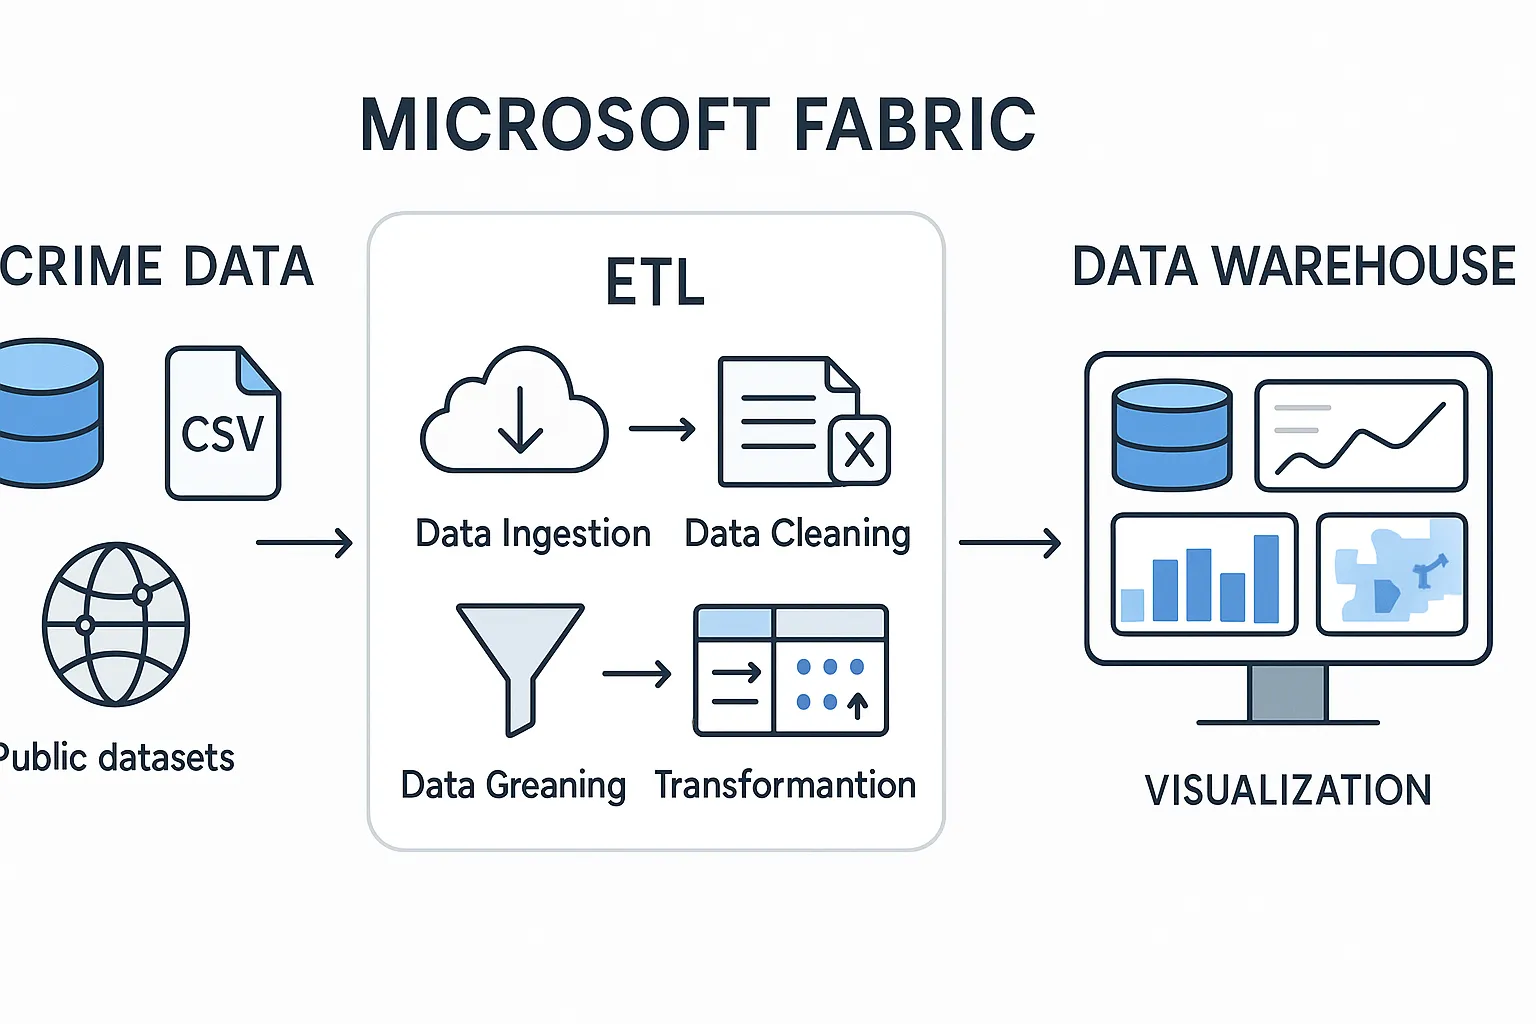 MICROSOFT FABRIC
CRIME DATA
CSV
Public datasets
ETL
Data Ingestion
Data Cleaning
X
Data Greaning
Transformantion
DATA WAREHOUSE
VISUALIZATION